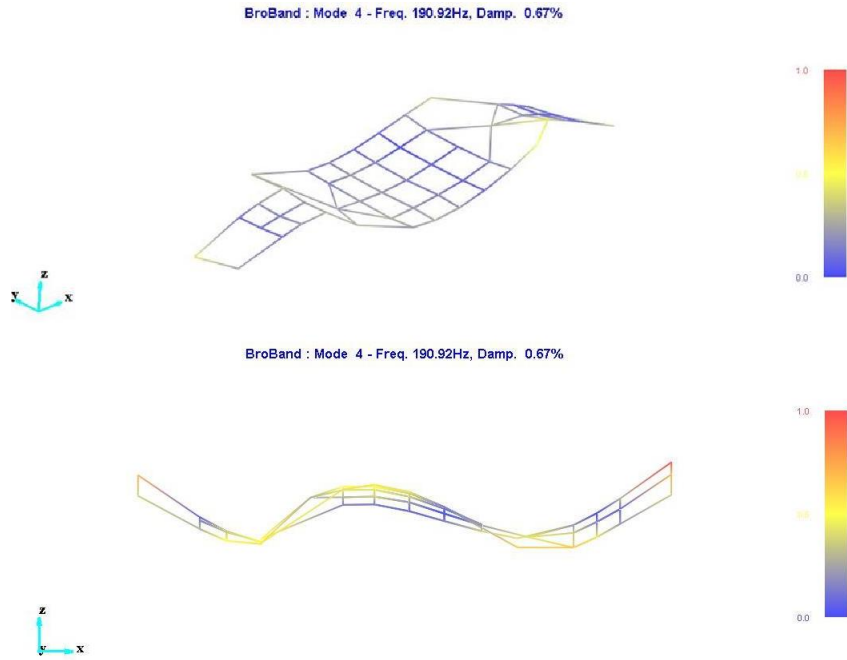 BroBand : Mode 4 - Freq. 190.92Hz, Damp. 0.67%
1.0
0.0
z
y
x
BroBand : Mode 4 - Freq. 190.92Hz, Damp. 0.67%
1.0
0.0
z
y
x